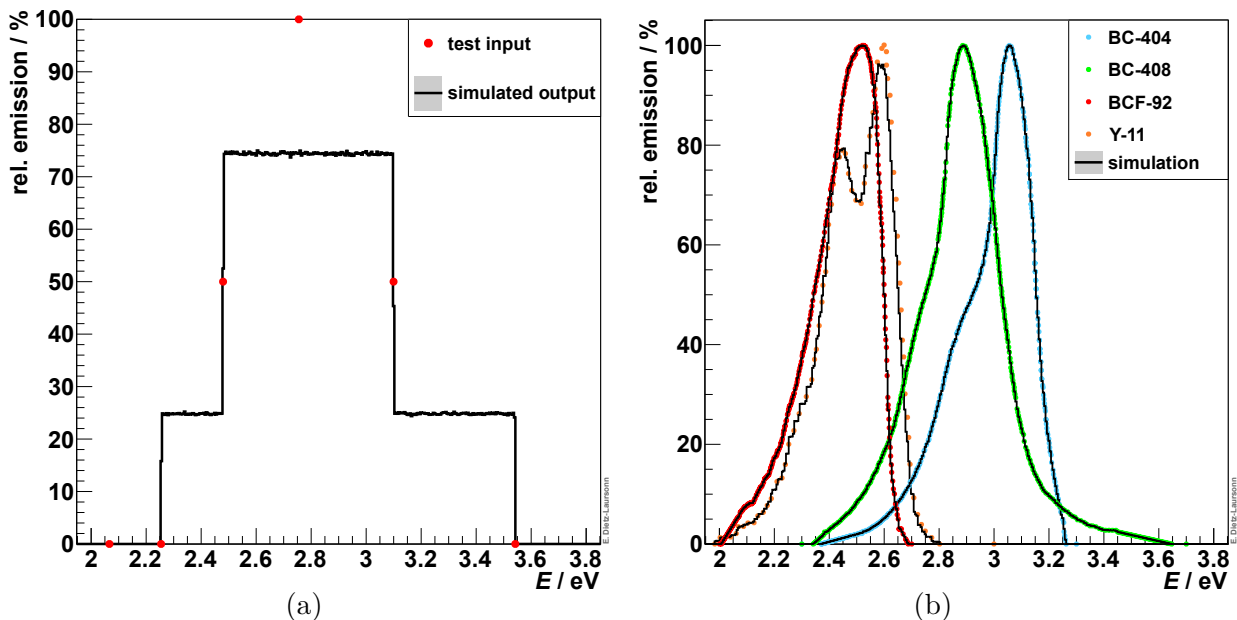 rel. emission / %
100
90
80
70
60
50
40
30
20
10
0
test input
simulated output
2 2.2 2.4 2.6 2.8 3 3.2 3.4 3.6 3.8
E / eV
E. Dietz-Laursonn
(a)
rel. emission / %
100
80
60
40
20
0
BC-404
BC-408
BCF-92
Y-11
simulation
2 2.2 2.4 2.6 2.8 3 3.2 3.4 3.6 3.8
E / eV
E. Dietz-Laursonn
(b)